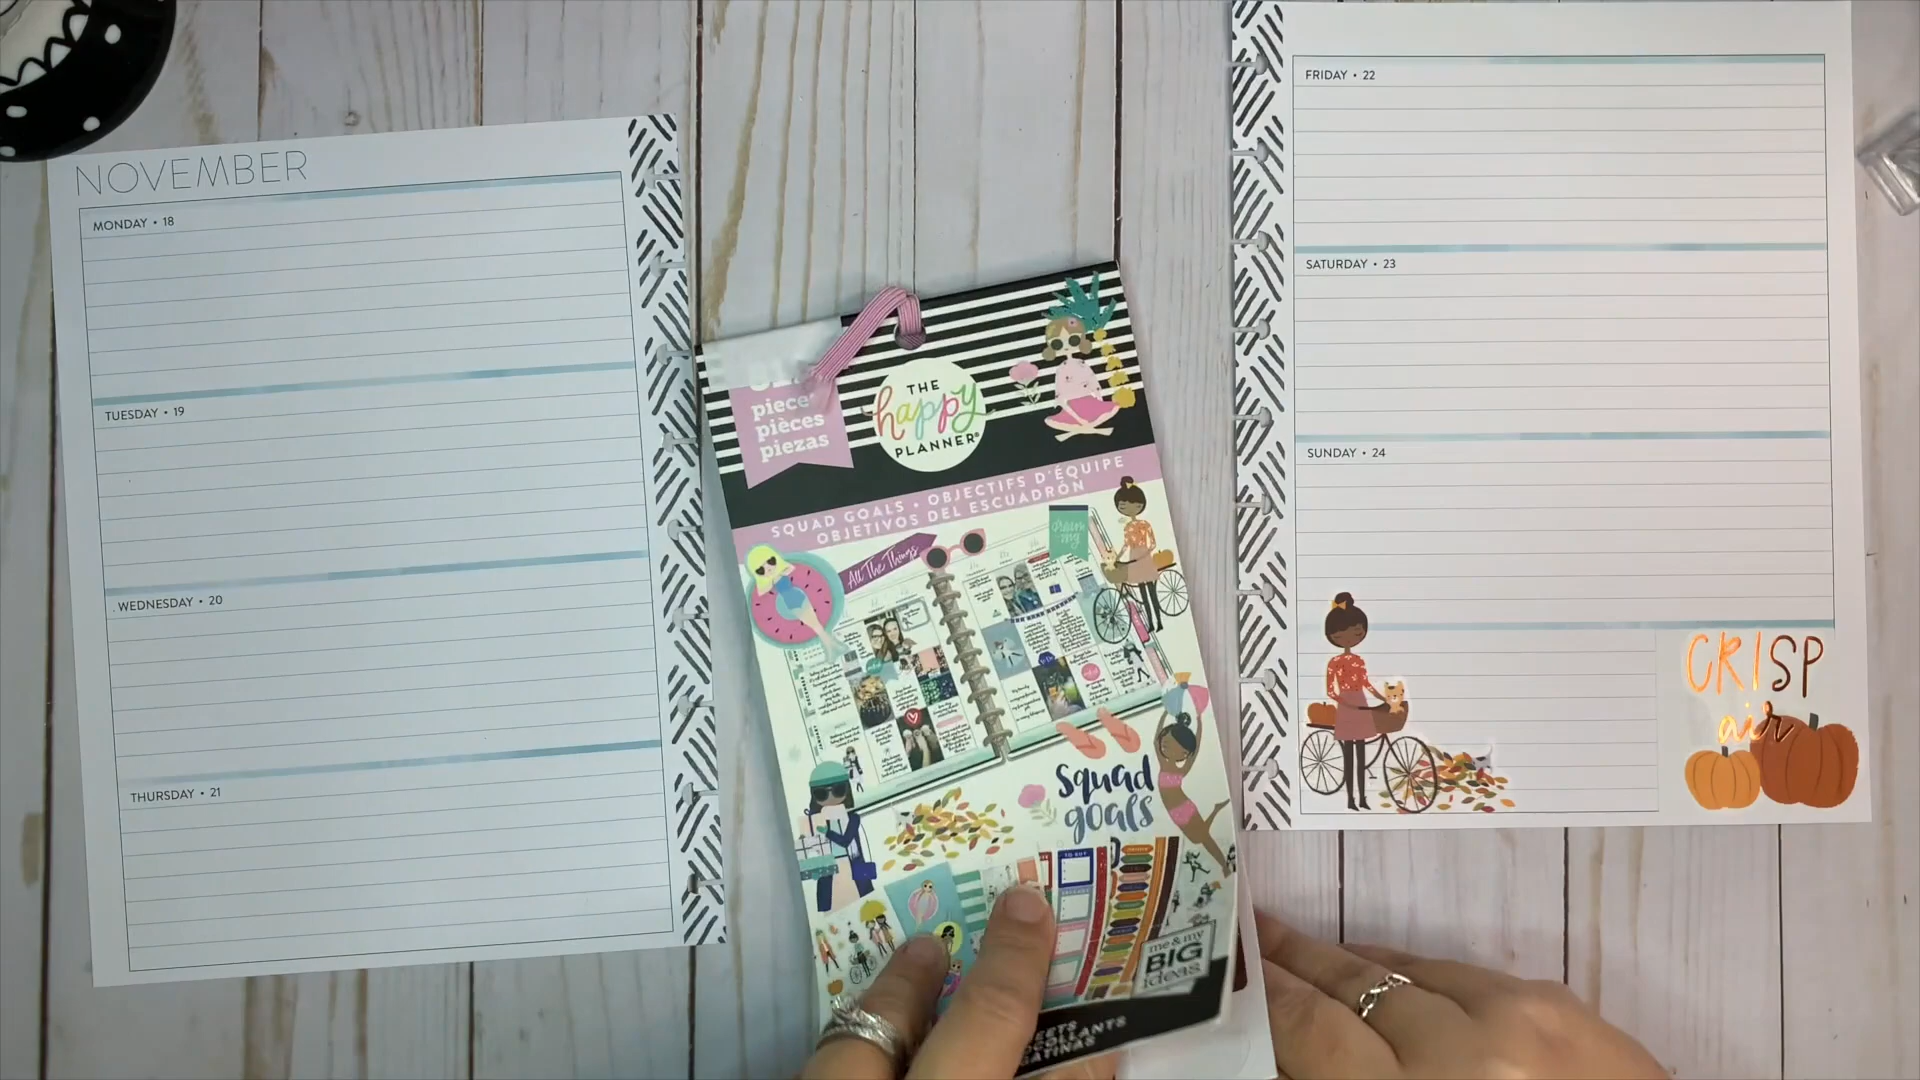 NOVEMBER
MONDAY • 18
TUESDAY • 19
WEDNESDAY • 20
THURSDAY • 21
pièces
piezas
THE
happy
PLANNER®
SQUAD GOALS • OBJECTIFS D'ÉQUIPE
OBJETIVOS DEL ESCUADRÓN
All The Things
squad
goals
TO BUY
me & my
BIG
ideas
FRIDAY • 22
SATURDAY • 23
SUNDAY • 24
CRISP
air